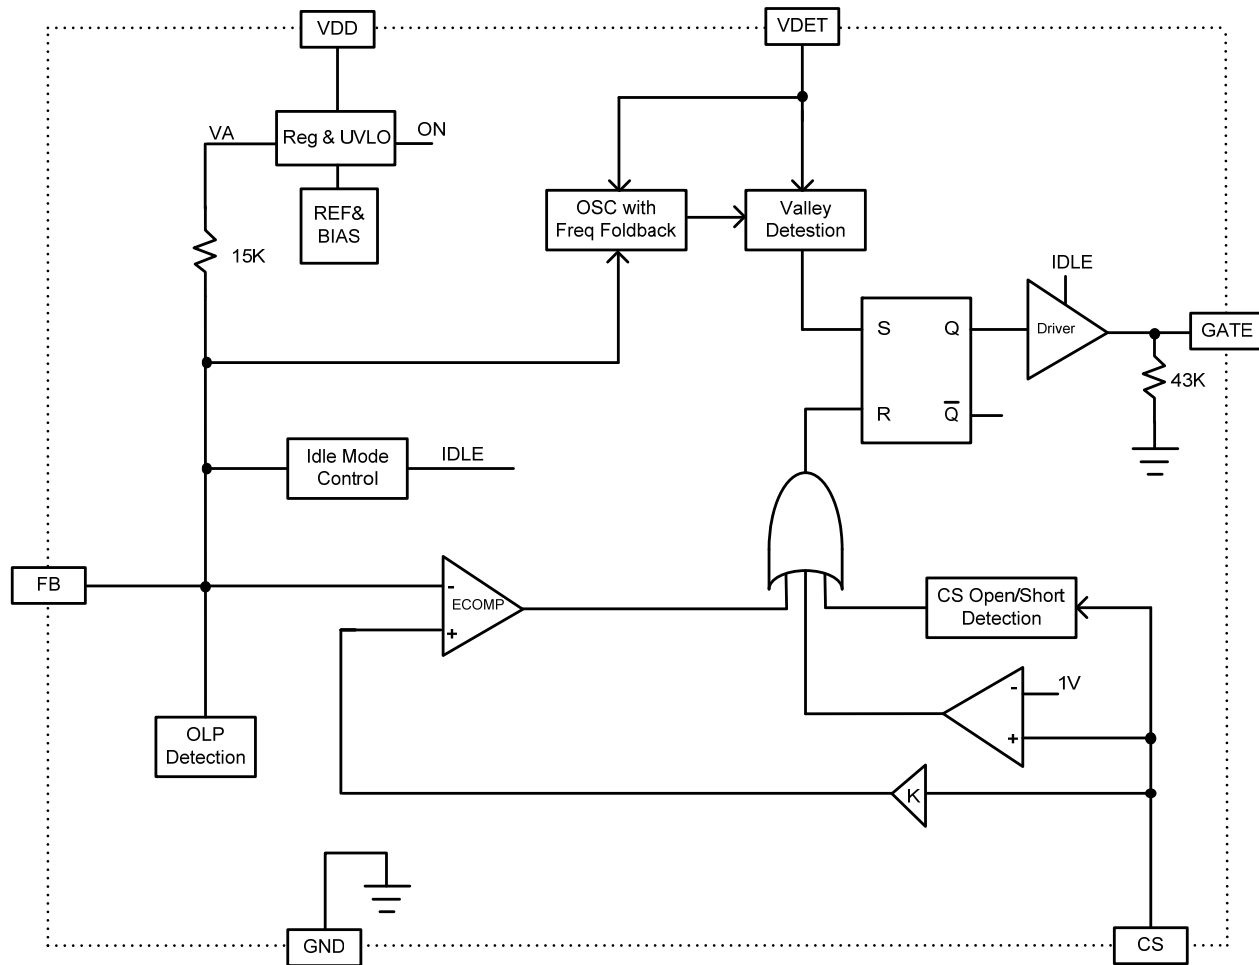 VDD
VDET
VA
Reg & UVLO
ON
REF&
BIAS
15K
OSC with
Freq Foldback
Valley
Detestion
IDLE
S
Q
Driver
GATE
43K
R
Q̅
Idle Mode
Control
IDLE
FB
-
ECOMP
+
CS Open/Short
Detection
-
1V
+
OLP
Detection
K
GND
CS